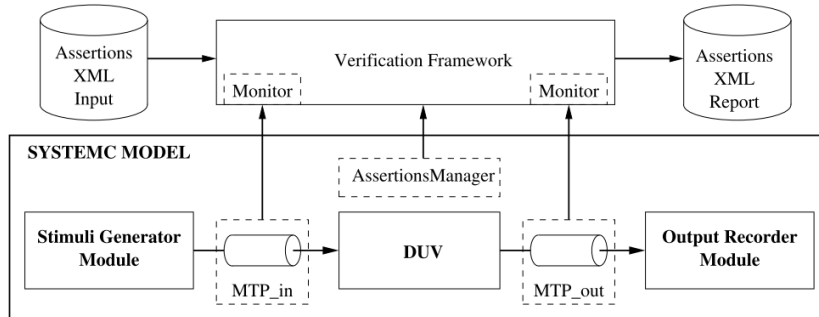 Assertions
XML
Input
Verification Framework
Monitor
Monitor
Assertions
XML
Report
SYSTEMC MODEL
AssertionsManager
Stimuli Generator
Module
MTP_in
DUV
MTP_out
Output Recorder
Module